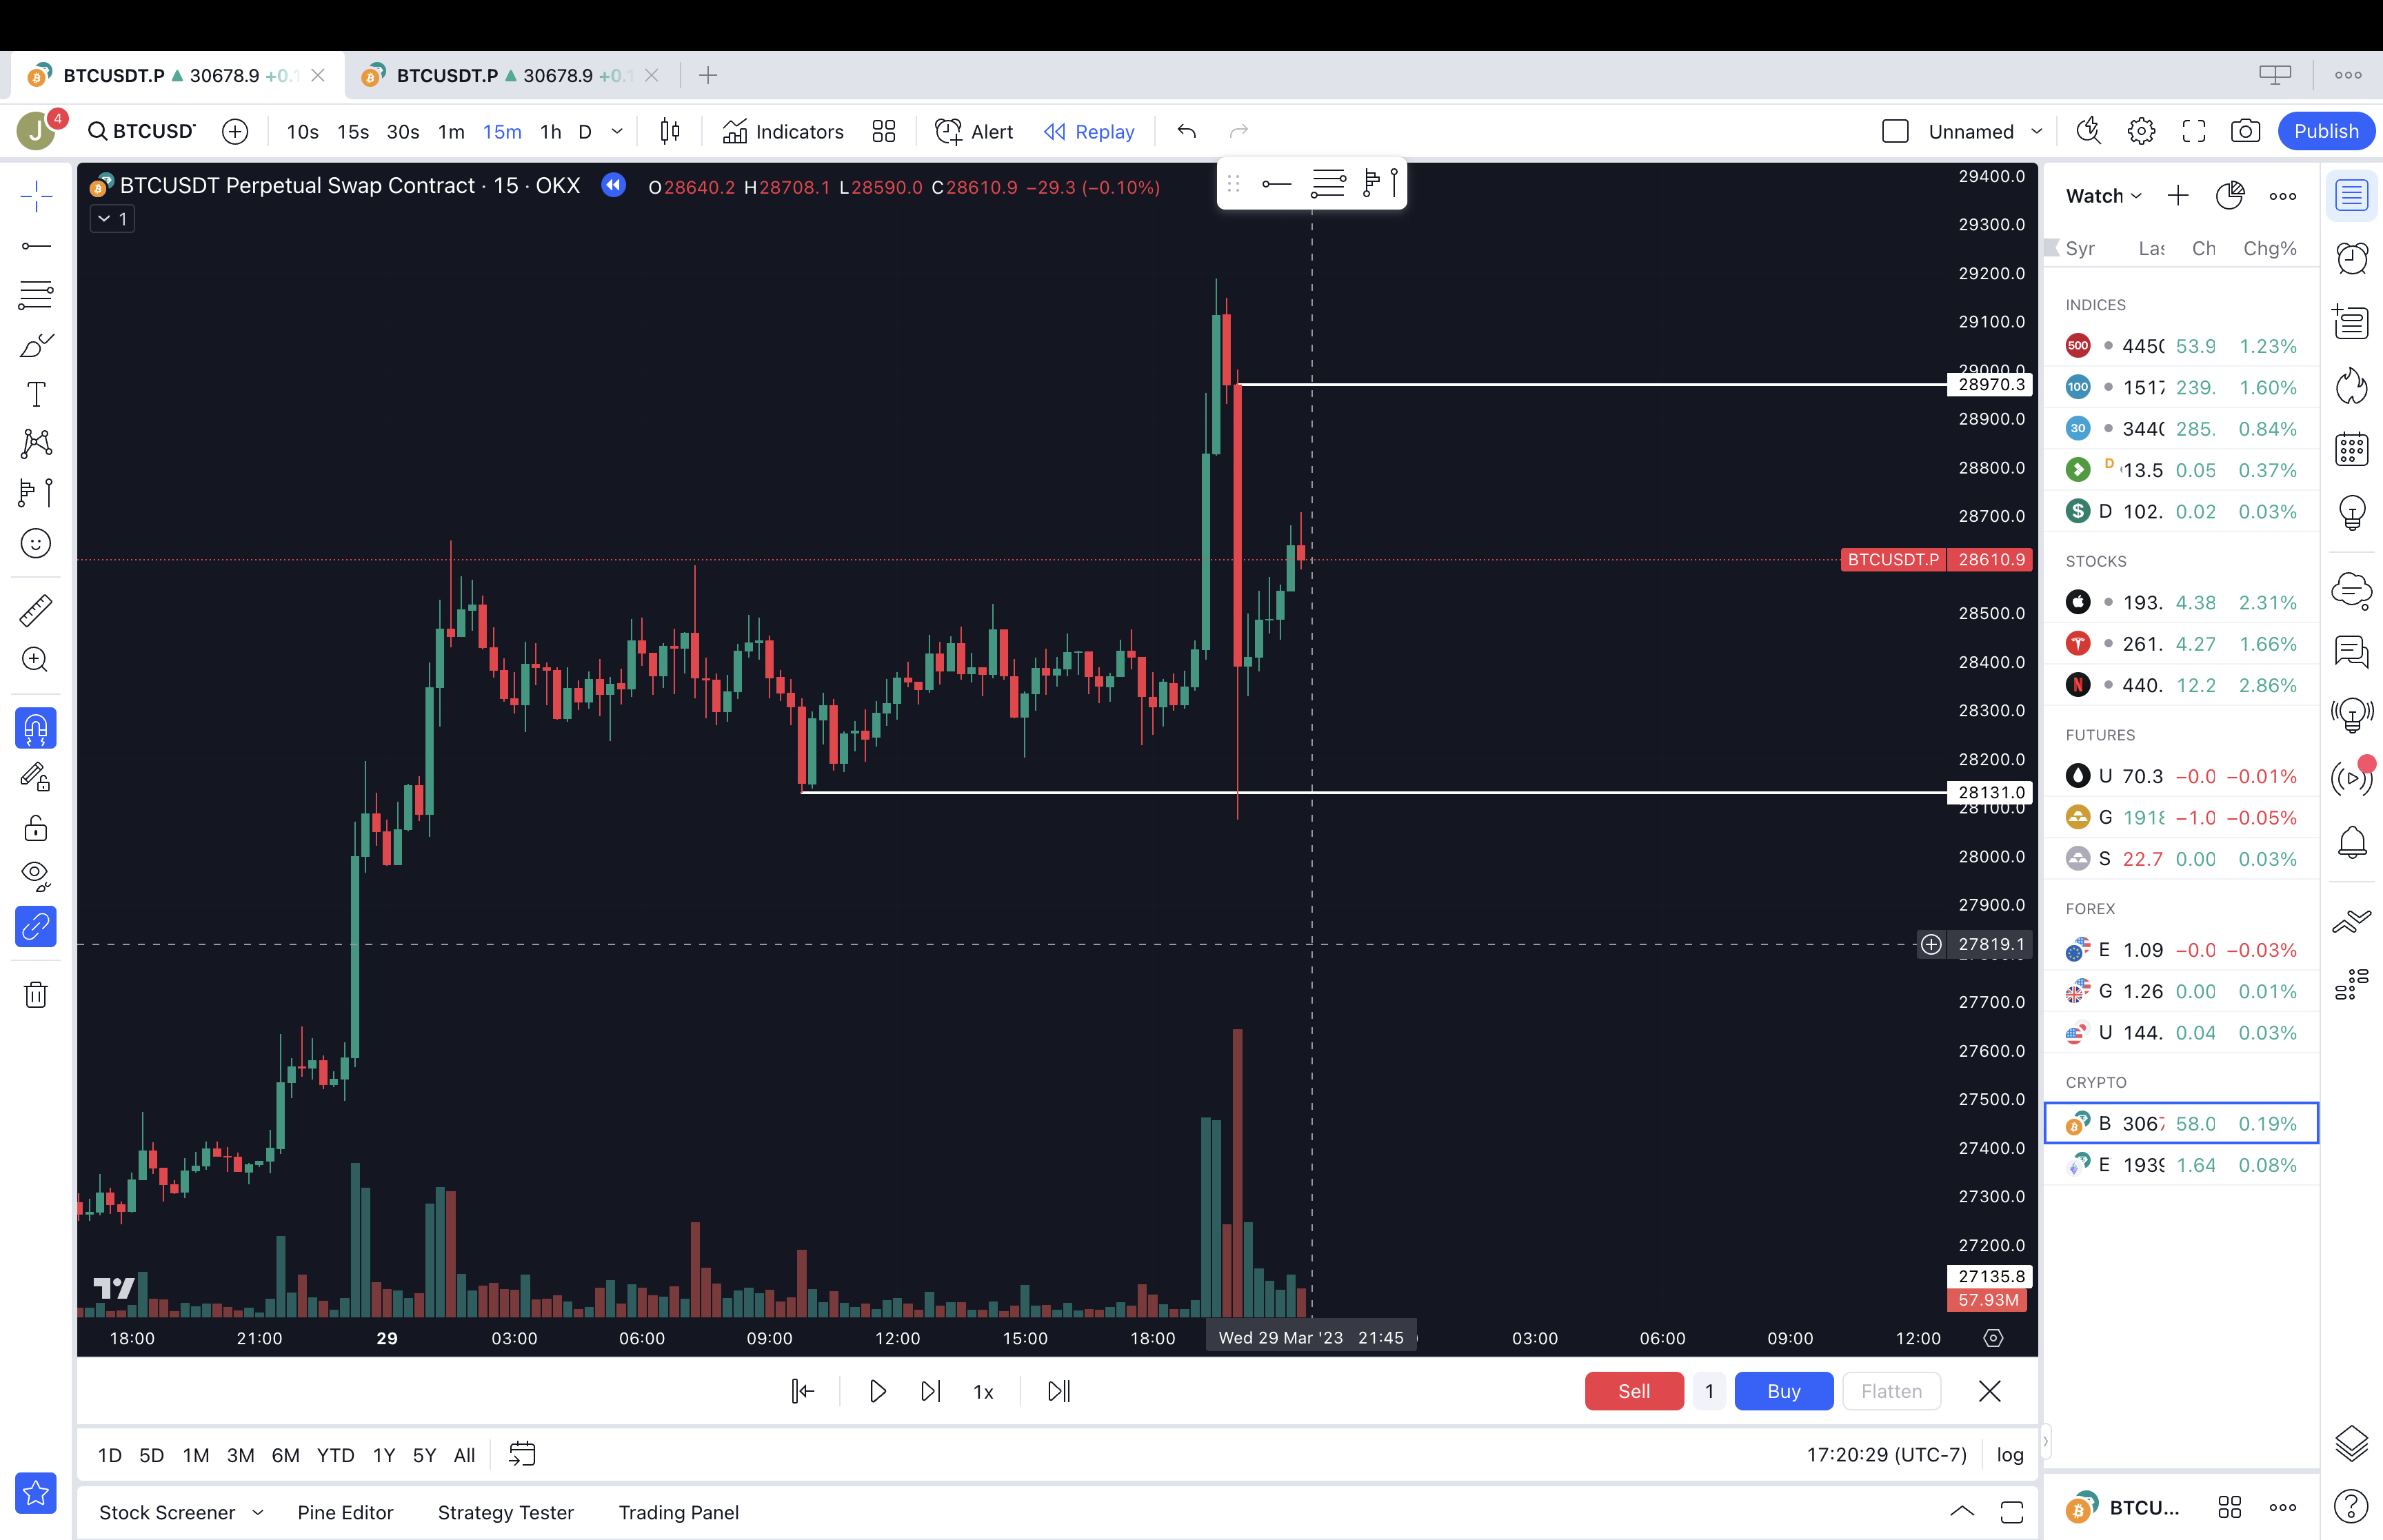 BTCUSDT.P 30678.9 +0.1
BTCUSDT.P 30678.9 +0.1
J 4 BTCUSD 10s 15s 30s 1m 15m 1h D Indicators Alert Replay Unnamed Publish
BTCUSDT Perpetual Swap Contract · 15 · OKX O28640.2 H28708.1 L28590.0 C28610.9 −29.3 (−0.10%)
1
29400.0
29300.0
29200.0
29100.0
29000.0
28970.3
28900.0
28800.0
28700.0
BTCUSDT.P 28610.9
28500.0
28400.0
28300.0
28200.0
28131.0
28100.0
28000.0
27900.0
27819.1
27700.0
27600.0
27500.0
27400.0
27300.0
27200.0
27135.8
57.93M
18:00 21:00 29 03:00 06:00 09:00 12:00 15:00 18:00 Wed 29 Mar '23 21:45 03:00 06:00 09:00 12:00
1x Sell 1 Buy Flatten
1D 5D 1M 3M 6M YTD 1Y 5Y All 17:20:29 (UTC-7) log
Stock Screener Pine Editor Strategy Tester Trading Panel
Watch
Syr Las Ch Chg%
INDICES
500 445 53.9 1.23%
100 151 239. 1.60%
30 344 285. 0.84%
D 13.5 0.05 0.37%
$ D 102. 0.02 0.03%
STOCKS
193. 4.38 2.31%
T 261. 4.27 1.66%
N 440. 12.2 2.86%
FUTURES
U 70.3 −0.0 −0.01%
G 1918 −1.0 −0.05%
S 22.7 0.00 0.03%
FOREX
E 1.09 −0.0 −0.03%
G 1.26 0.00 0.01%
U 144. 0.04 0.03%
CRYPTO
B 3067 58.0 0.19%
E 1939 1.64 0.08%
BTCU...